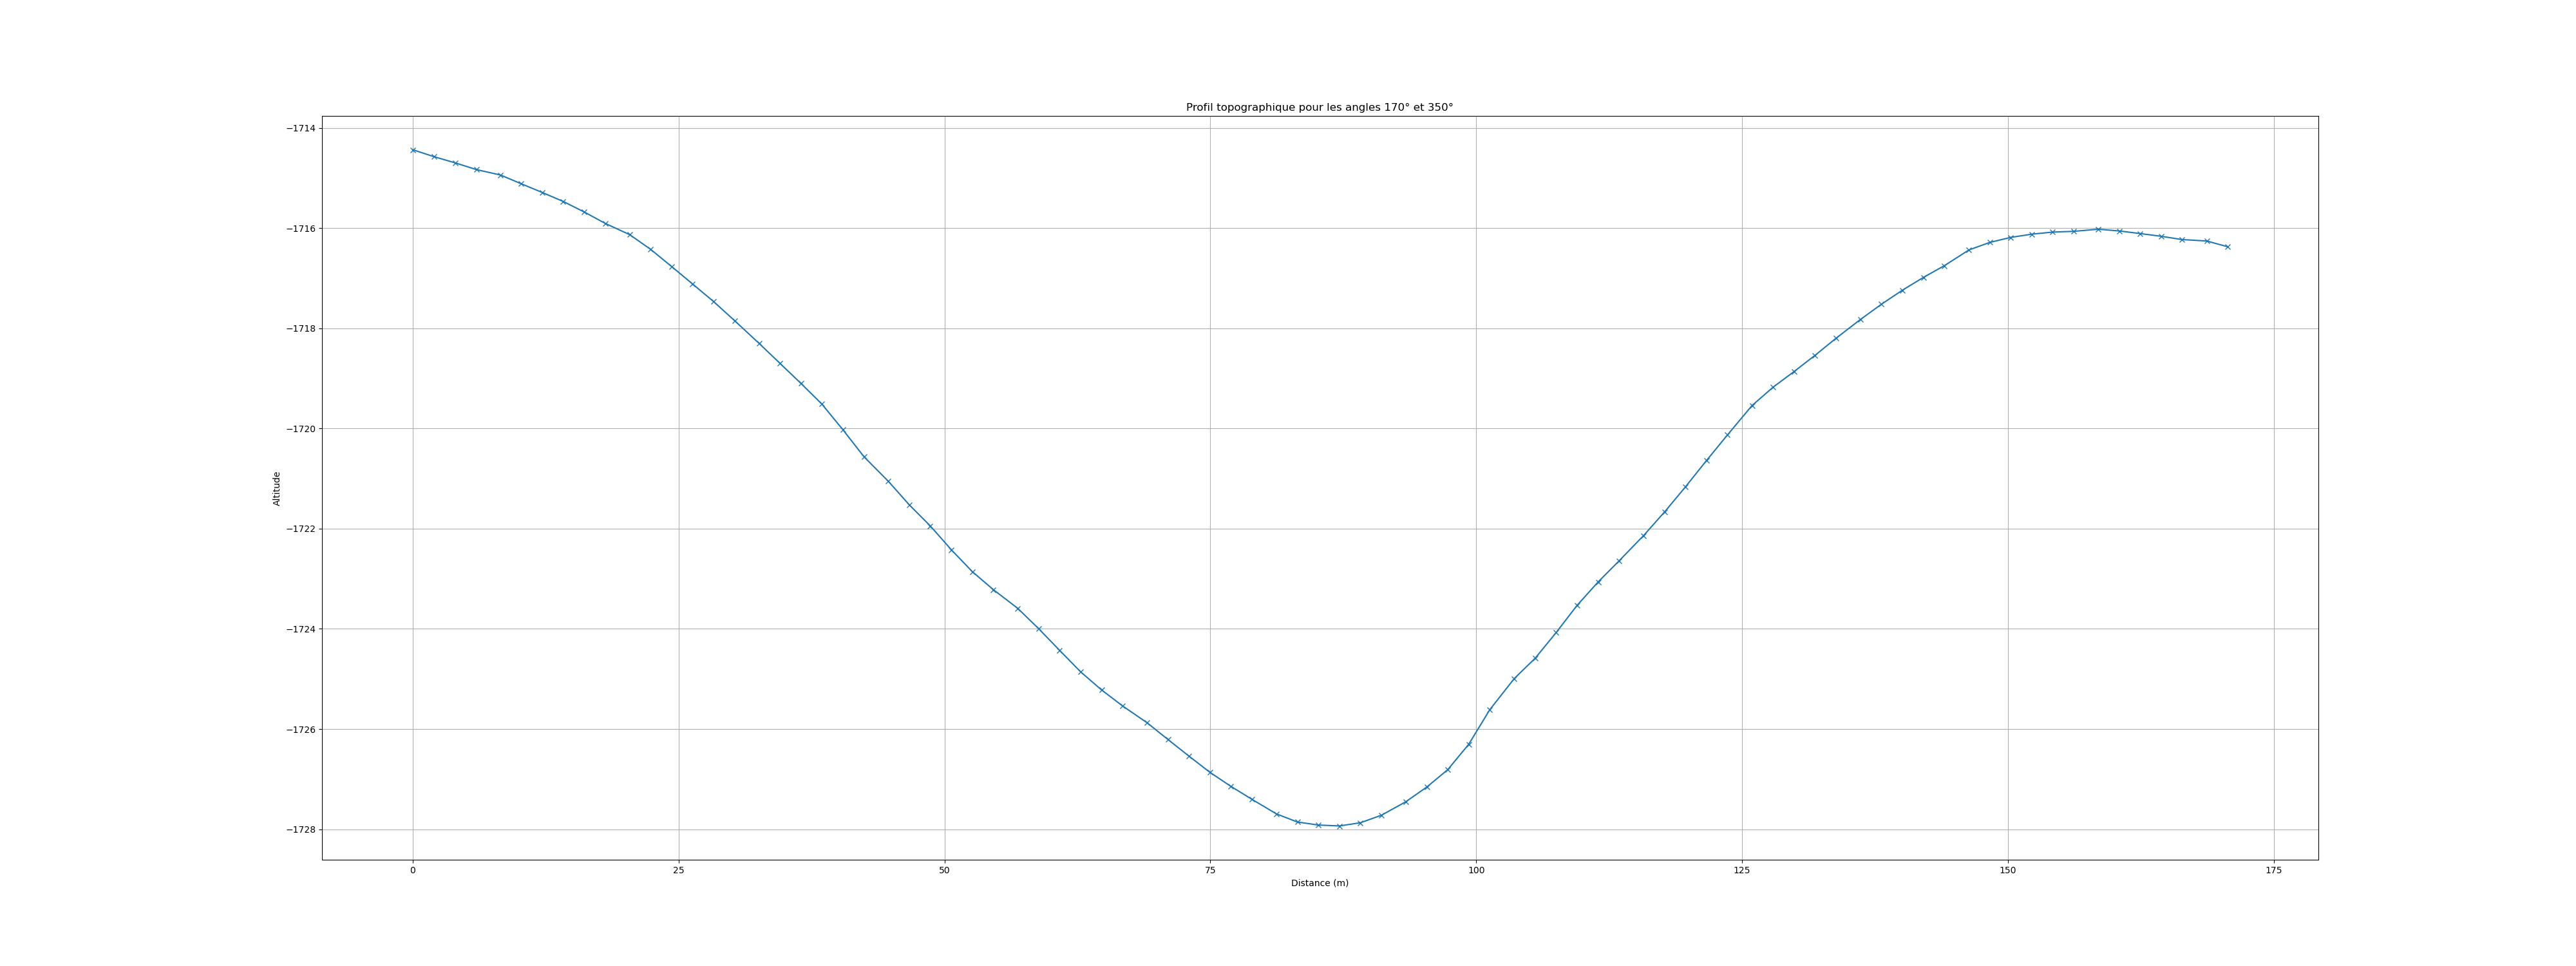 Profil topographique pour les angles 170° et 350°
−1714
−1716
−1718
−1720
−1722
−1724
−1726
−1728
Altitude
0 25 50 75 100 125 150 175
Distance (m)